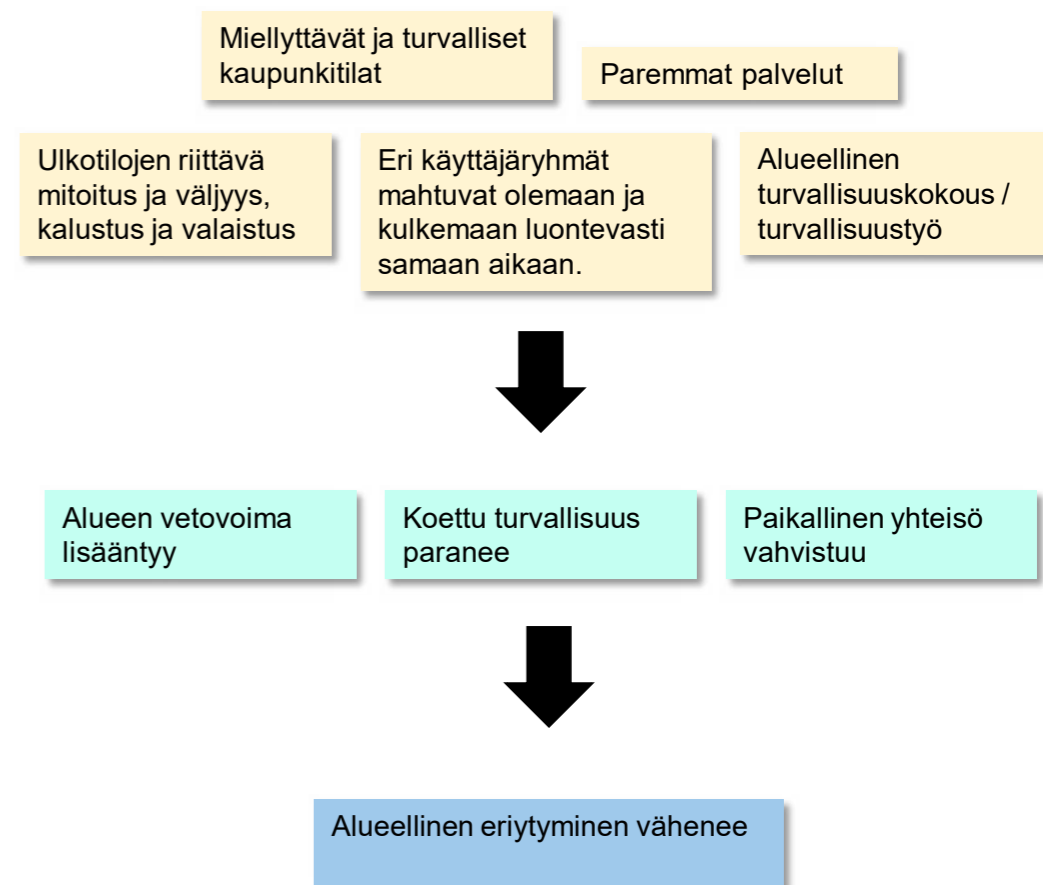 Miellyttävät ja turvalliset
kaupunkitilat
Paremmat palvelut
Ulkotilojen riittävä
mitoitus ja väljyys,
kalustus ja valaistus
Eri käyttäjäryhmät
mahtuvat olemaan ja
kulkemaan luontevasti
samaan aikaan.
Alueellinen
turvallisuuskokous /
turvallisuustyö
Alueen vetovoima
lisääntyy
Koettu turvallisuus
paranee
Paikallinen yhteisö
vahvistuu
Alueellinen eriytyminen vähenee